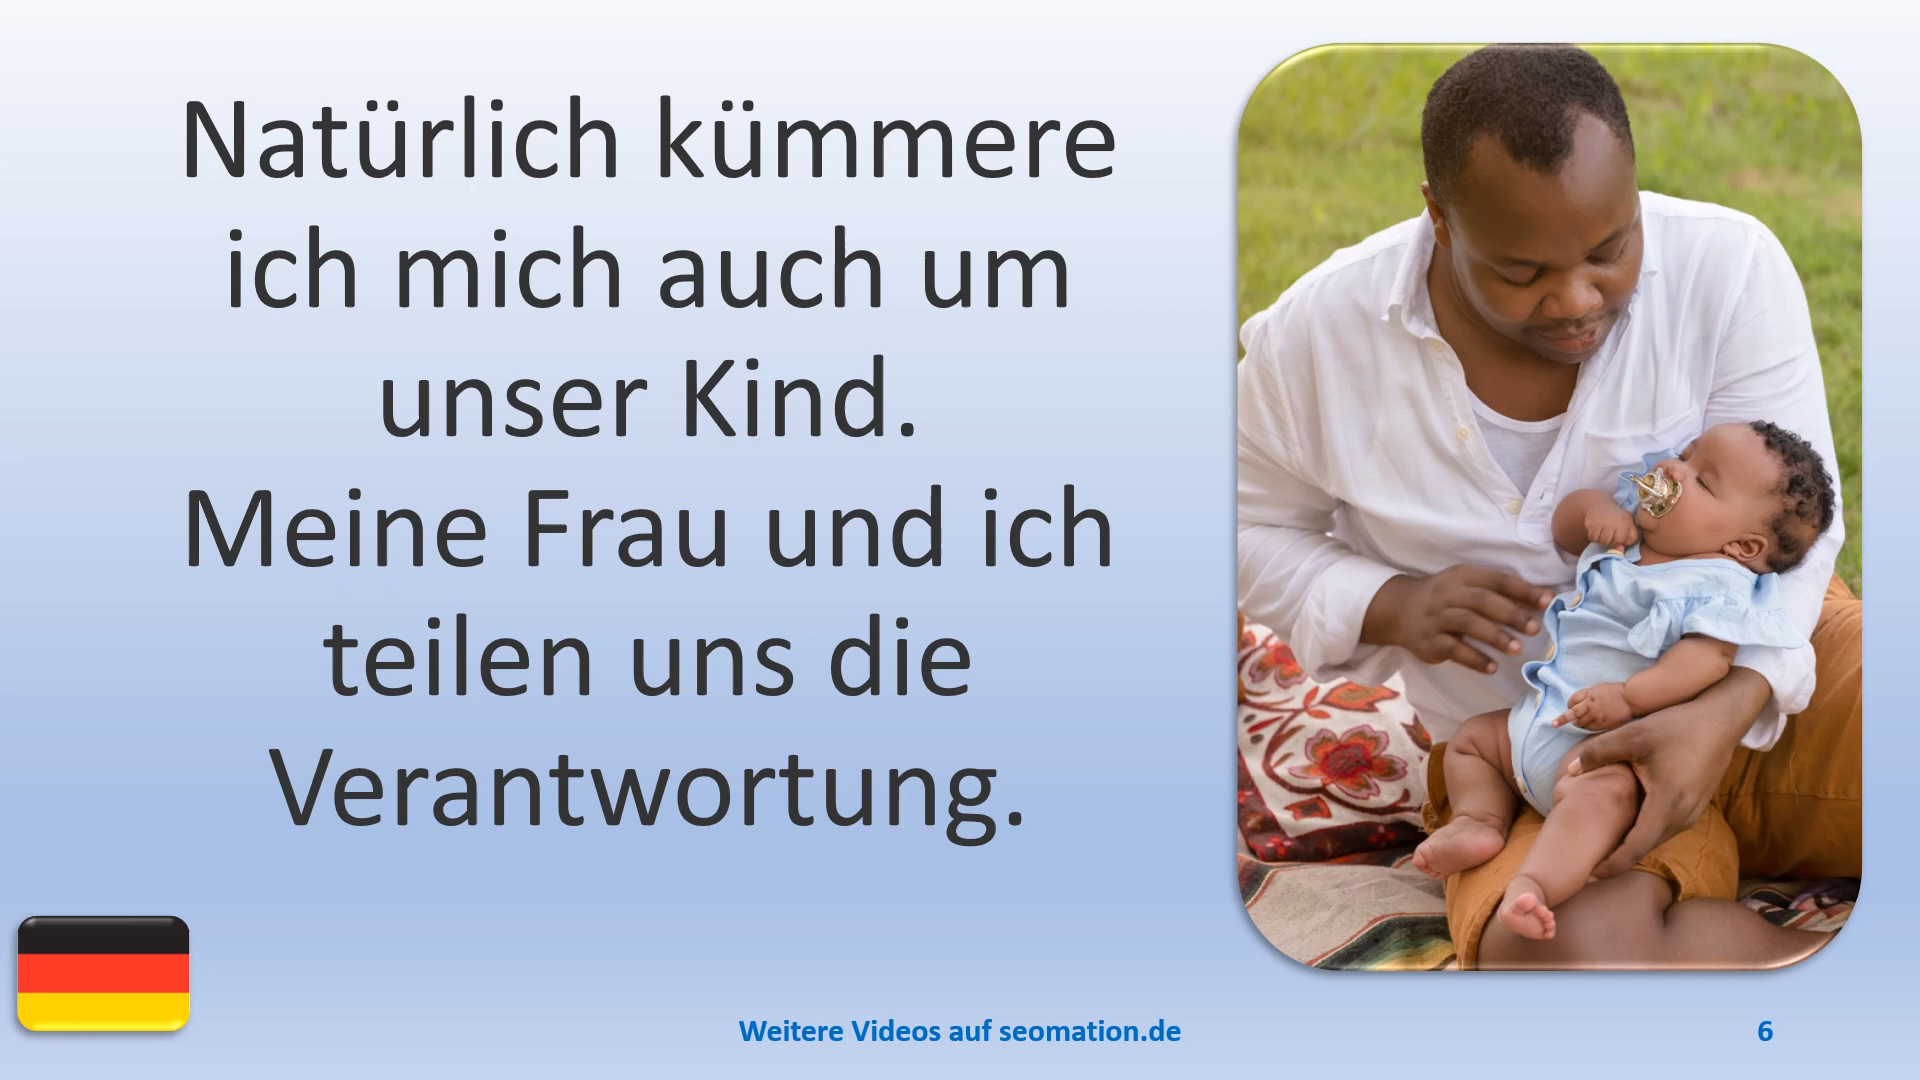 Natürlich kümmere
ich mich auch um
unser Kind.
Meine Frau und ich
teilen uns die
Verantwortung.
Weitere Videos auf seomation.de
6